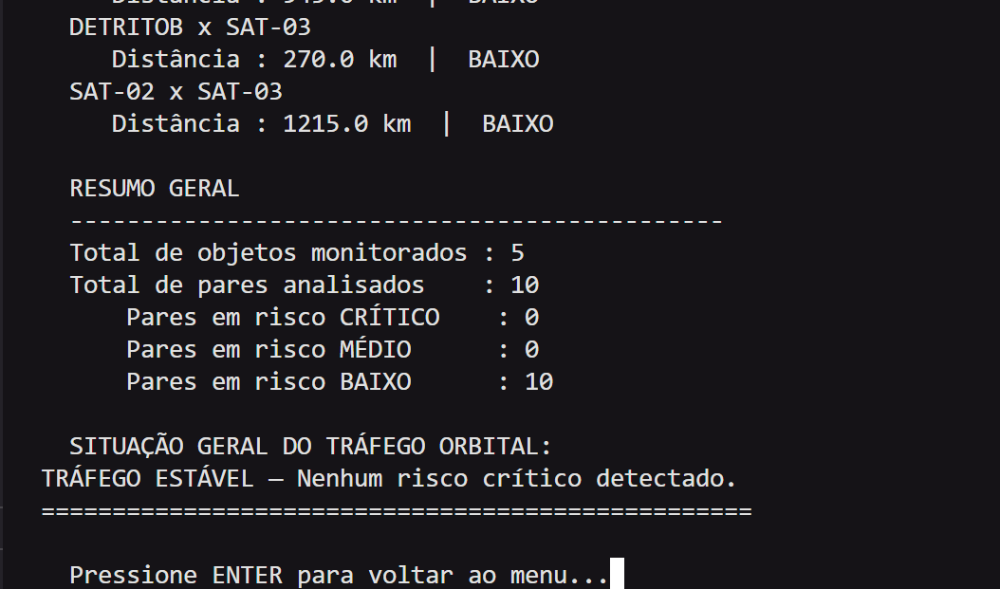 DETRITOB x SAT-03
Distância : 270.0 km | BAIXO
SAT-02 x SAT-03
Distância : 1215.0 km | BAIXO
RESUMO GERAL
----------------------------------------------
Total de objetos monitorados : 5
Total de pares analisados : 10
Pares em risco CRÍTICO : 0
Pares em risco MÉDIO : 0
Pares em risco BAIXO : 10
SITUAÇÃO GERAL DO TRÁFEGO ORBITAL:
TRÁFEGO ESTÁVEL — Nenhum risco crítico detectado.
==================================================
Pressione ENTER para voltar ao menu...